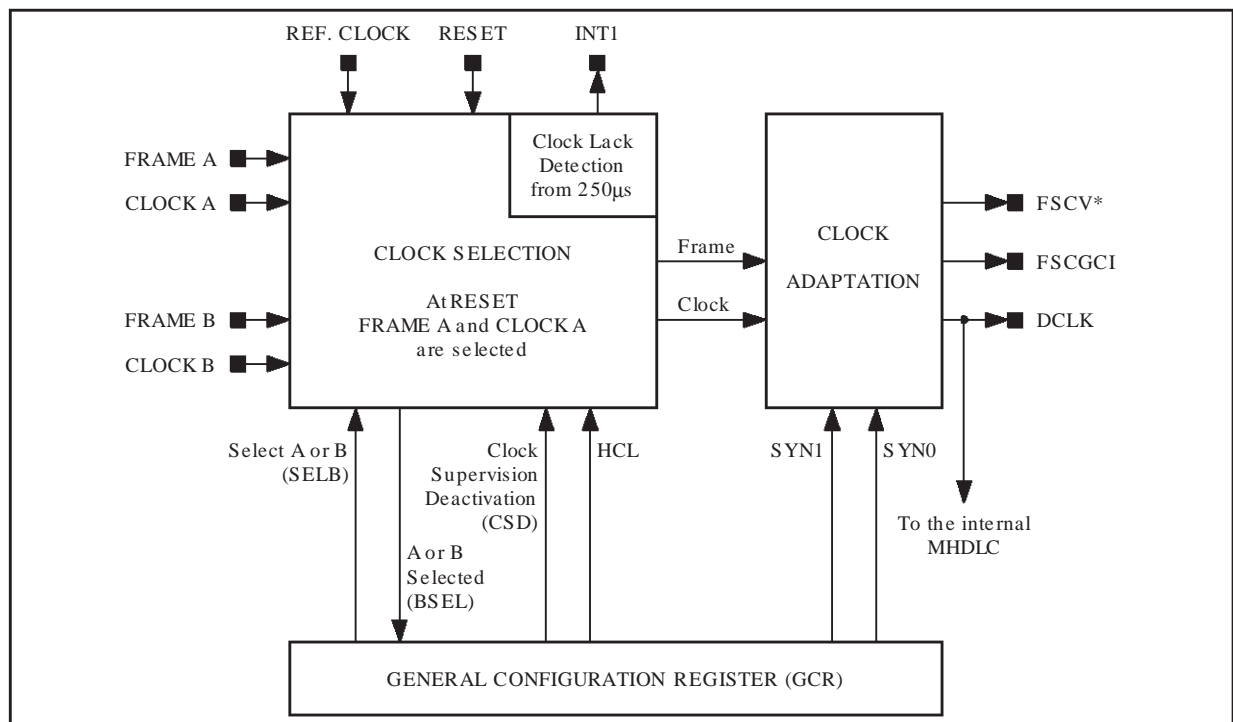 REF. CLOCK
RESET
INT1
FRAME A
CLOCK A
FRAME B
CLOCK B
Clock Lack
Detection
from 250μs
CLOCK SELECTION
At RESET
FRAME A and CLOCK A
are selected
Frame
Clock
CLOCK
ADAPTATION
FSCV*
FSCGCI
DCLK
Select A or B
(SELB)
A or B
Selected
(BSEL)
Clock
Supervision
Deactivation
(CSD)
HCL
SYN1
SYN0
To the internal
MHDLC
GENERAL CONFIGURATION REGISTER (GCR)